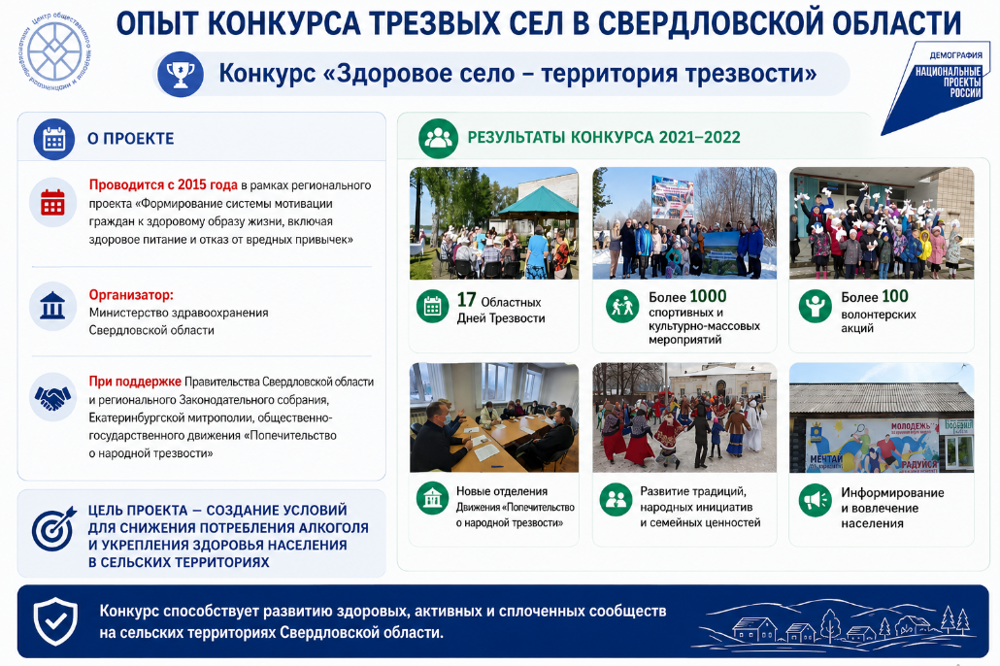 ОПЫТ КОНКУРСА ТРЕЗВЫХ СЕЛ В СВЕРДЛОВСКОЙ ОБЛАСТИ
Конкурс «Здоровое село – территория трезвости»
ДЕМОГРАФИЯ
НАЦИОНАЛЬНЫЕ
ПРОЕКТЫ
РОССИИ
О ПРОЕКТЕ
Проводится с 2015 года в рамках регионального
проекта «Формирование системы мотивации
граждан к здоровому образу жизни, включая
здоровое питание и отказ от вредных привычек»
Организатор:
Министерство здравоохранения
Свердловской области
При поддержке Правительства Свердловской области
и регионального Законодательного собрания,
Екатеринбургской митрополии, общественно-
государственного движения «Попечительство
о народной трезвости»
ЦЕЛЬ ПРОЕКТА — СОЗДАНИЕ УСЛОВИЙ
ДЛЯ СНИЖЕНИЯ ПОТРЕБЛЕНИЯ АЛКОГОЛЯ
И УКРЕПЛЕНИЯ ЗДОРОВЬЯ НАСЕЛЕНИЯ
В СЕЛЬСКИХ ТЕРРИТОРИЯХ
РЕЗУЛЬТАТЫ КОНКУРСА 2021–2022
17 Областных
Дней Трезвости
Более 1000
спортивных и
культурно-массовых
мероприятий
Более 100
волонтерских
акций
Новые отделения
Движения «Попечительство
о народной трезвости»
Развитие традиций,
народных инициатив
и семейных ценностей
МОЛОДЕЖЬ
МЕЧТАЙ
РАДУЙСЯ
Информирование
и вовлечение
населения
Конкурс способствует развитию здоровых, активных и сплоченных сообществ
на сельских территориях Свердловской области.